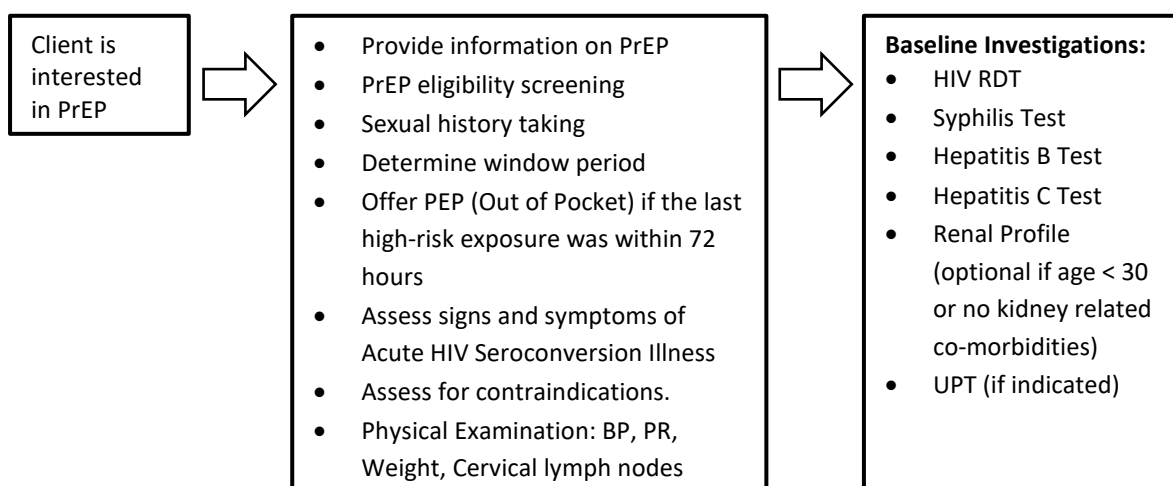 Client is
interested
in PrEP
• Provide information on PrEP
• PrEP eligibility screening
• Sexual history taking
• Determine window period
• Offer PEP (Out of Pocket) if the last
high-risk exposure was within 72
hours
• Assess signs and symptoms of
Acute HIV Seroconversion Illness
• Assess for contraindications.
• Physical Examination: BP, PR,
Weight, Cervical lymph nodes
Baseline Investigations:
• HIV RDT
• Syphilis Test
• Hepatitis B Test
• Hepatitis C Test
• Renal Profile
(optional if age < 30
or no kidney related
co-morbidities)
• UPT (if indicated)